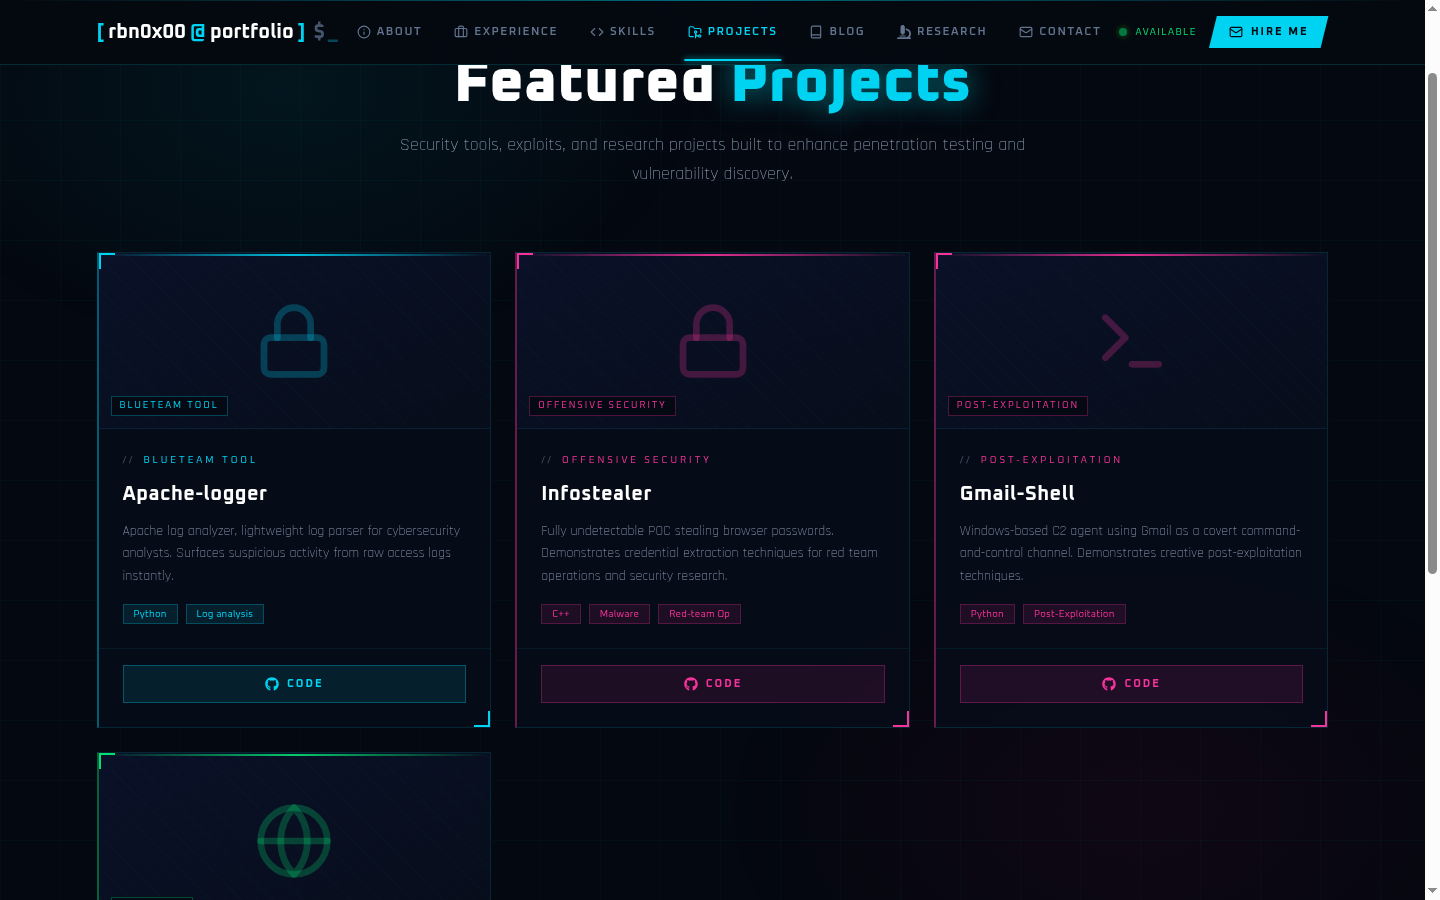 [ rbn0x00 @ portfolio ] $_
ABOUT
EXPERIENCE
SKILLS
PROJECTS
BLOG
RESEARCH
CONTACT
AVAILABLE
HIRE ME
Featured Projects
Security tools, exploits, and research projects built to enhance penetration testing and
vulnerability discovery.
BLUETEAM TOOL
// BLUETEAM TOOL
Apache-logger
Apache log analyzer, lightweight log parser for cybersecurity
analysts. Surfaces suspicious activity from raw access logs
instantly.
Python
Log analysis
CODE
OFFENSIVE SECURITY
// OFFENSIVE SECURITY
Infostealer
Fully undetectable POC stealing browser passwords.
Demonstrates credential extraction techniques for red team
operations and security research.
C++
Malware
Red-team Op
CODE
POST-EXPLOITATION
// POST-EXPLOITATION
Gmail-Shell
Windows-based C2 agent using Gmail as a covert command-
and-control channel. Demonstrates creative post-exploitation
techniques.
Python
Post-Exploitation
CODE